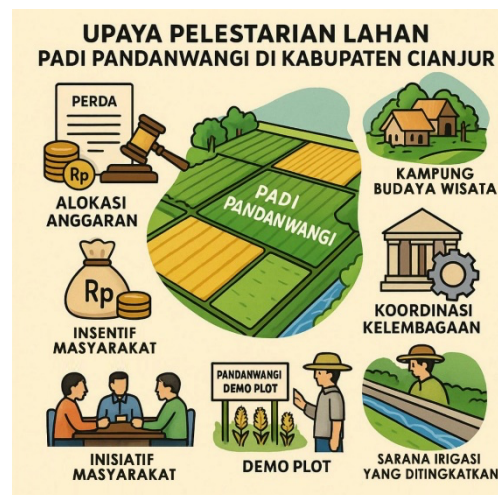 UPAYA PELESTARIAN LAHAN
PADI PANDANWANGI DI KABUPATEN CIANJUR
PERDA
Rp
ALOKASI
ANGGARAN
PADI
PANDANWANGI
KAMPUNG
BUDAYA WISATA
Rp
INSENTIF
MASYARAKAT
KOORDINASI
KELEMBAGAAN
INISIATIF
MASYARAKAT
PANDANWANGI
DEMO PLOT
DEMO PLOT
SARANA IRIGASI
YANG DITINGKATKAN